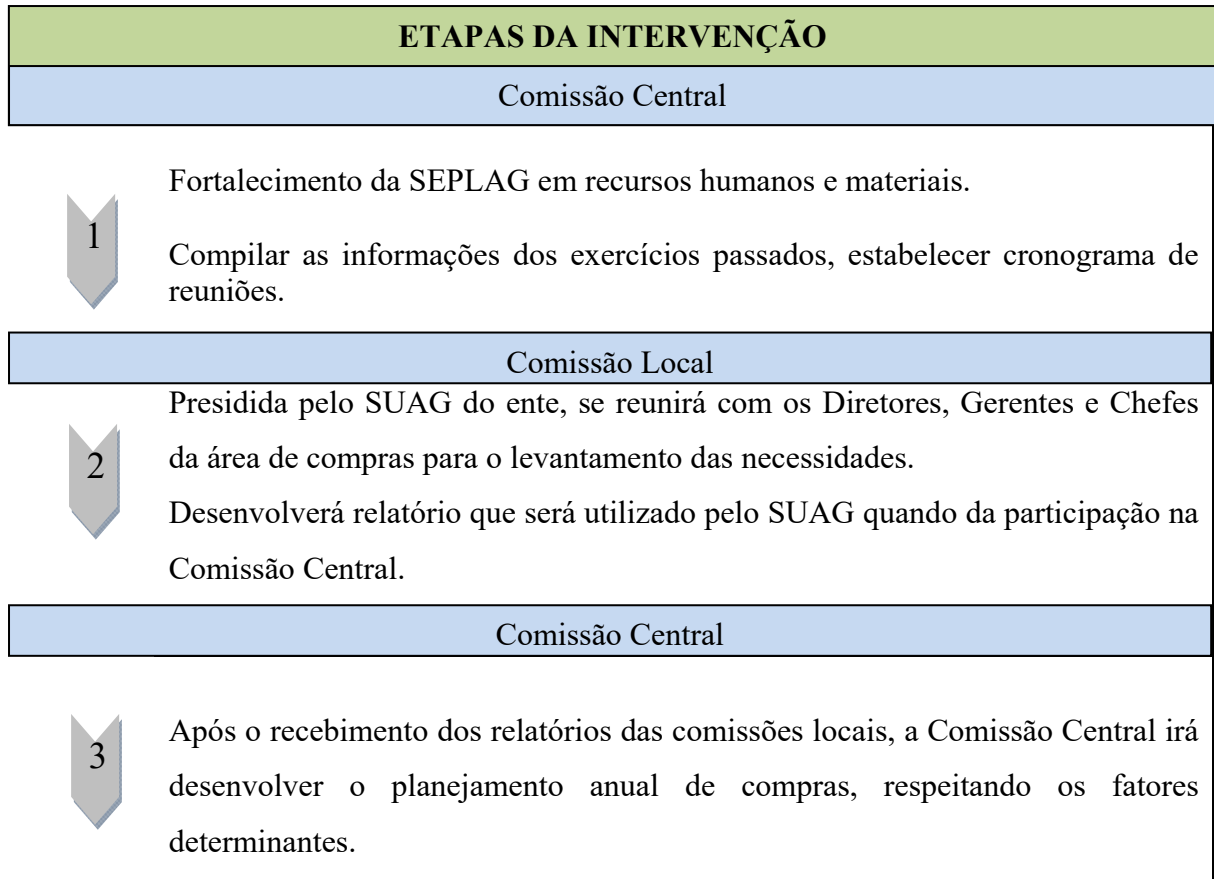 ETAPAS DA INTERVENÇÃO
Comissão Central
Fortalecimento da SEPLAG em recursos humanos e materiais.
1
Compilar as informações dos exercícios passados, estabelecer cronograma de
reuniões.
Comissão Local
Presidida pelo SUAG do ente, se reunirá com os Diretores, Gerentes e Chefes
2
da área de compras para o levantamento das necessidades.
Desenvolverá relatório que será utilizado pelo SUAG quando da participação na
Comissão Central.
Comissão Central
3
Após o recebimento dos relatórios das comissões locais, a Comissão Central irá
desenvolver o planejamento anual de compras, respeitando os fatores
determinantes.